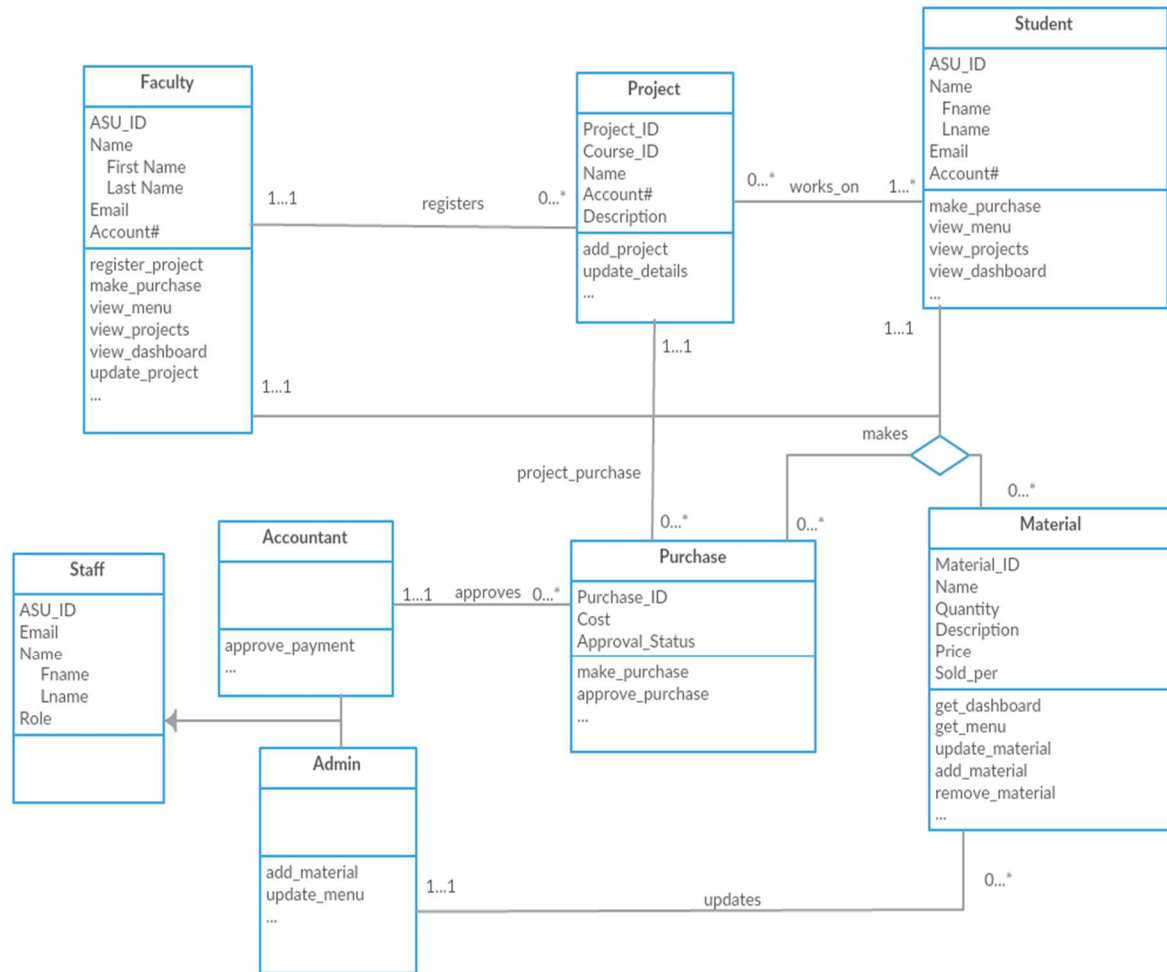 Faculty
ASU_ID
Name
First Name
Last Name
Email
Account#
register_project
make_purchase
view_menu
view_projects
view_dashboard
update_project
...
1...1
registers
0...*
Project
Project_ID
Course_ID
Name
Account#
Description
add_project
update_details
...
0...*
works_on
1...*
Student
ASU_ID
Name
Fname
Lname
Email
Account#
make_purchase
view_menu
view_projects
view_dashboard
...
1...1
1...1
1...1
makes
project_purchase
0...*
0...*
0...*
Staff
ASU_ID
Email
Name
Fname
Lname
Role
Accountant
approve_payment
...
1...1
approves
0...*
Purchase
Purchase_ID
Cost
Approval_Status
make_purchase
approve_purchase
...
Material
Material_ID
Name
Quantity
Description
Price
Sold_per
get_dashboard
get_menu
update_material
add_material
remove_material
...
Admin
add_material
update_menu
...
1...1
updates
0...*